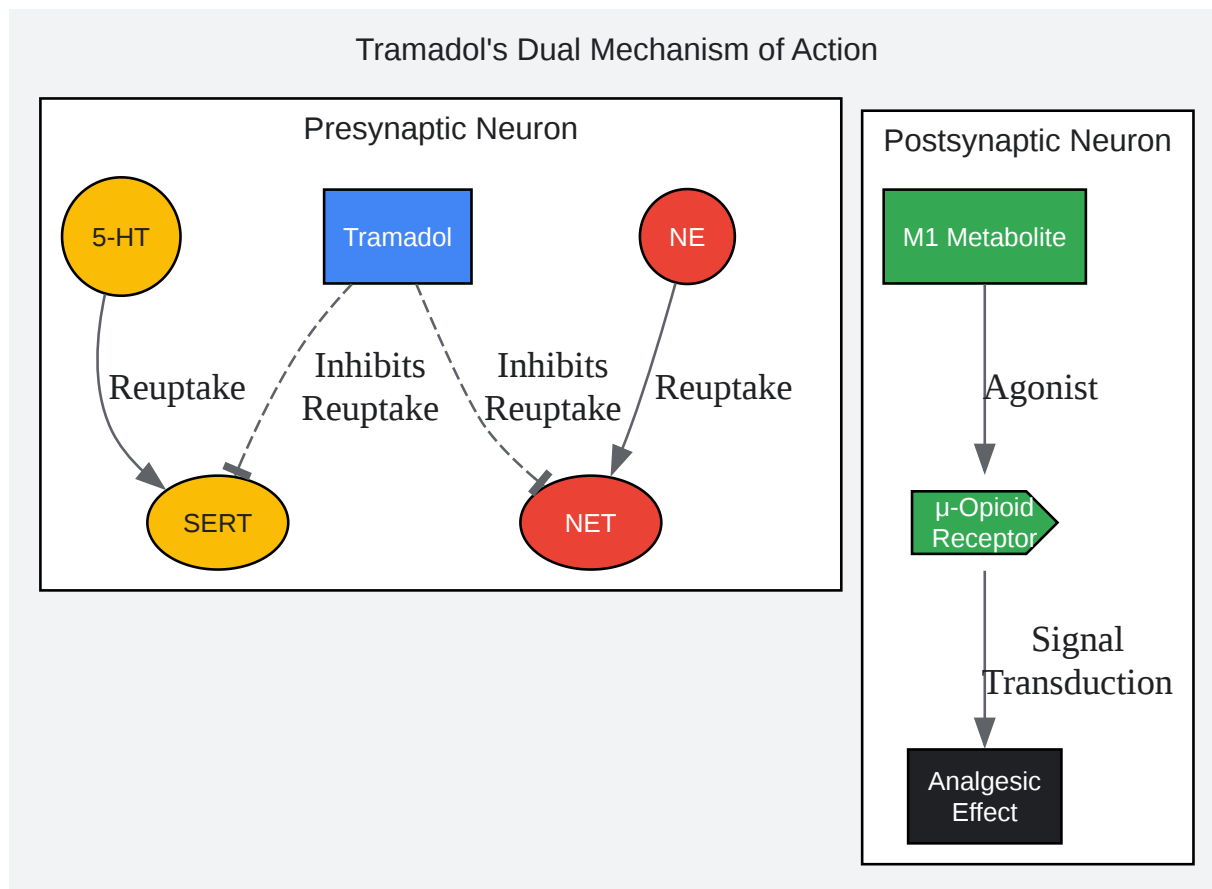 Tramadol's Dual Mechanism of Action
Presynaptic Neuron
5-HT
Tramadol
NE
Reuptake
Inhibits
Reuptake
Inhibits
Reuptake
Reuptake
SERT
NET
Postsynaptic Neuron
M1 Metabolite
Agonist
μ-Opioid
Receptor
Signal
Transduction
Analgesic
Effect